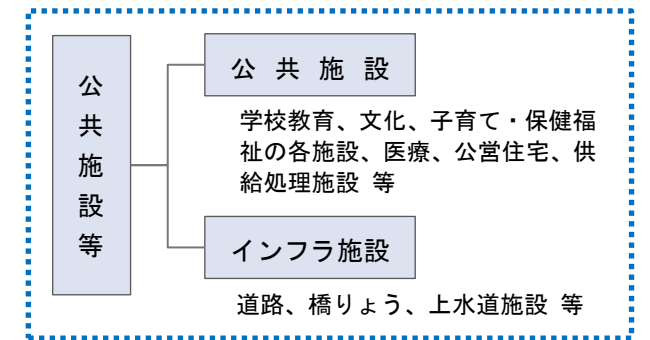 公共施設等
公共施設
学校教育、文化、子育て・保健福
祉の各施設、医療、公営住宅、供
給処理施設 等
インフラ施設
道路、橋りょう、上水道施設 等